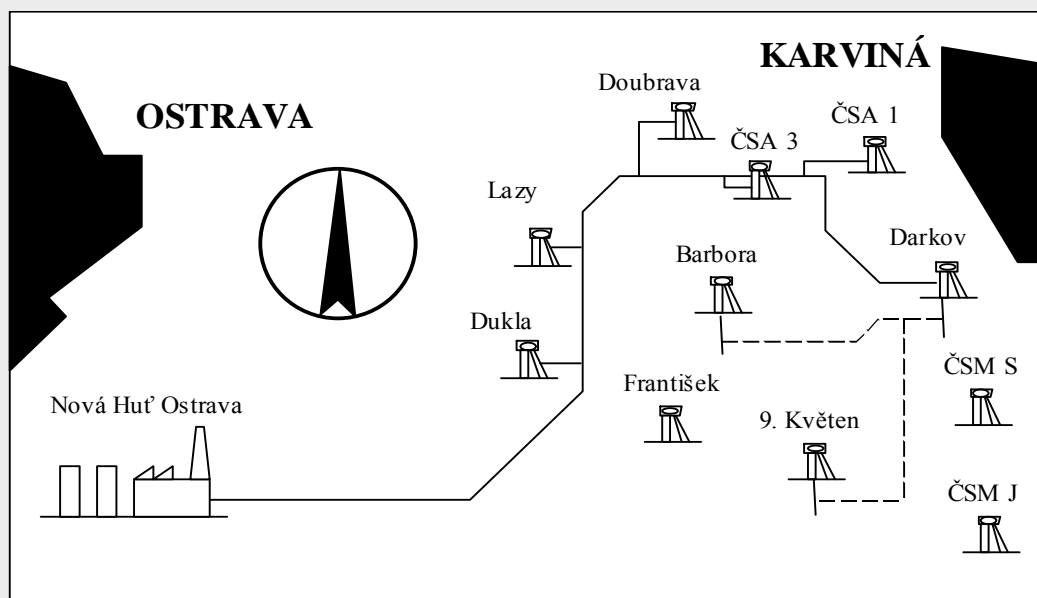 KARVINÁ
Doubrava
OSTRAVA
ČSA 3
ČSA 1
Lazy
Barbora
Darkov
Dukla
František
ČSM S
Nová Huť Ostrava
9. Květen
ČSM J